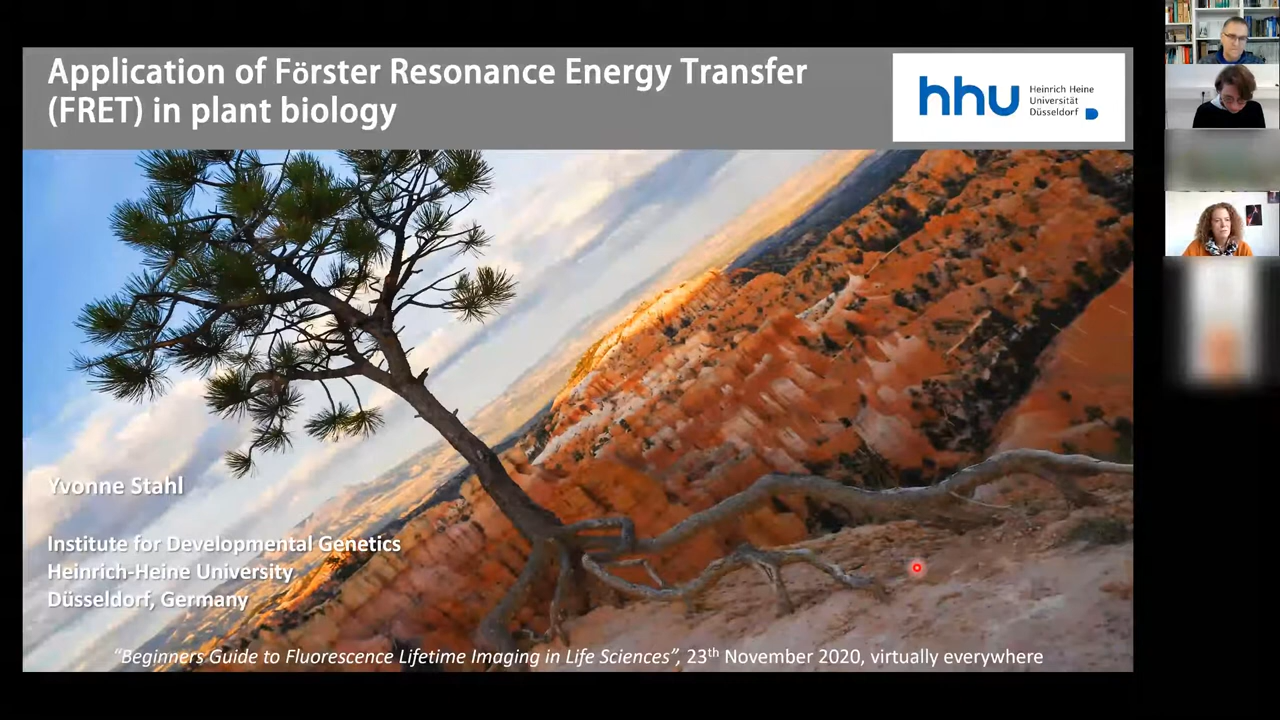 Application of Förster Resonance Energy Transfer
(FRET) in plant biology
hhu
Heinrich Heine
Universität
Düsseldorf
Yvonne Stahl
Institute for Developmental Genetics
Heinrich-Heine University
Düsseldorf, Germany
“Beginners Guide to Fluorescence Lifetime Imaging in Life Sciences”, 23th November 2020, virtually everywhere